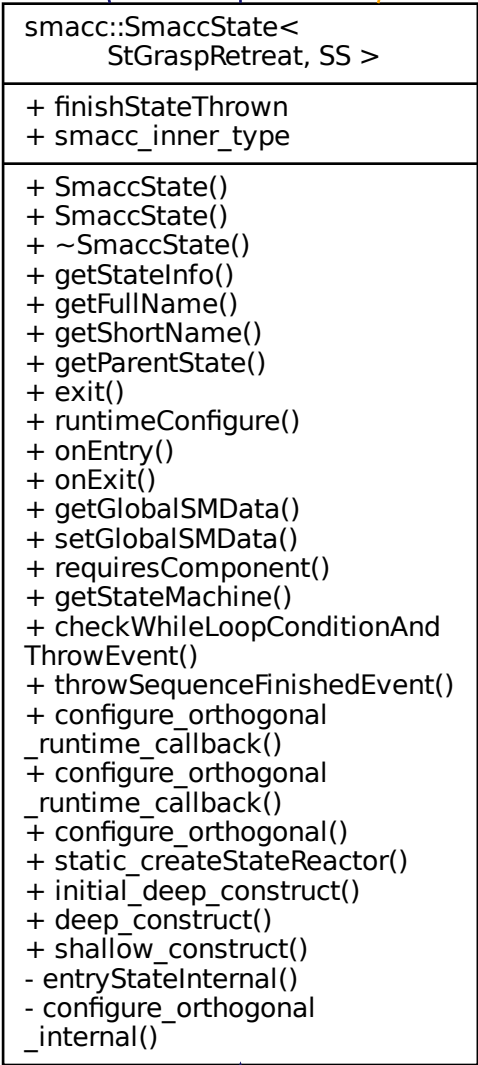 smacc::SmaccState<
StGraspRetreat, SS >
+ finishStateThrown
+ smacc_inner_type
+ SmaccState()
+ SmaccState()
+ ~SmaccState()
+ getStateInfo()
+ getFullName()
+ getShortName()
+ getParentState()
+ exit()
+ runtimeConfigure()
+ onEntry()
+ onExit()
+ getGlobalSMData()
+ setGlobalSMData()
+ requiresComponent()
+ getStateMachine()
+ checkWhileLoopConditionAnd
ThrowEvent()
+ throwSequenceFinishedEvent()
+ configure_orthogonal
_runtime_callback()
+ configure_orthogonal
_runtime_callback()
+ configure_orthogonal()
+ static_createStateReactor()
+ initial_deep_construct()
+ deep_construct()
+ shallow_construct()
- entryStateInternal()
- configure_orthogonal
_internal()